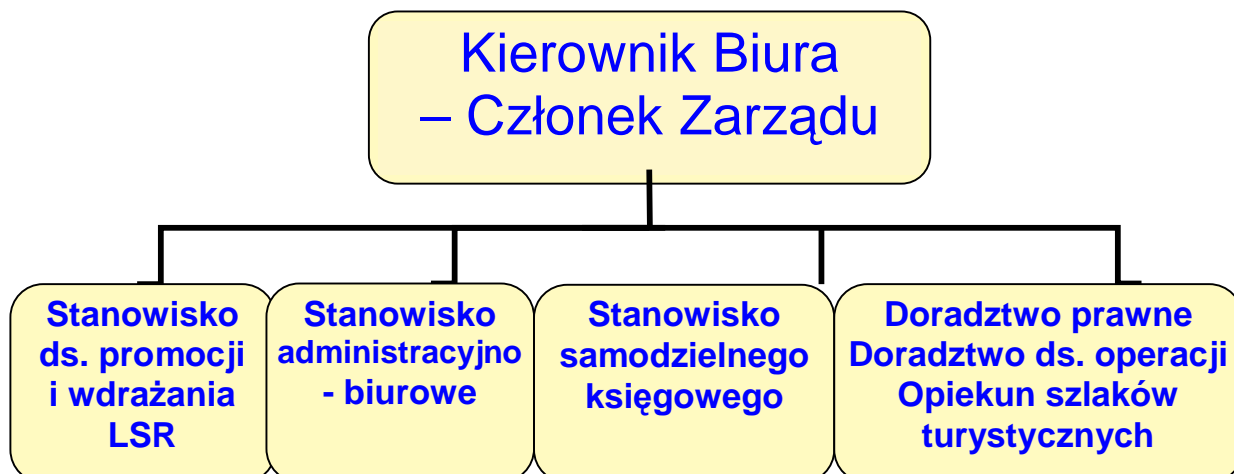 Kierownik Biura
– Członek Zarządu
Stanowisko
ds. promocji
i wdrażania
LSR
Stanowisko
administracyjno
- biurowe
Stanowisko
samodzielnego
księgowego
Doradztwo prawne
Doradztwo ds. operacji
Opiekun szlaków
turystycznych